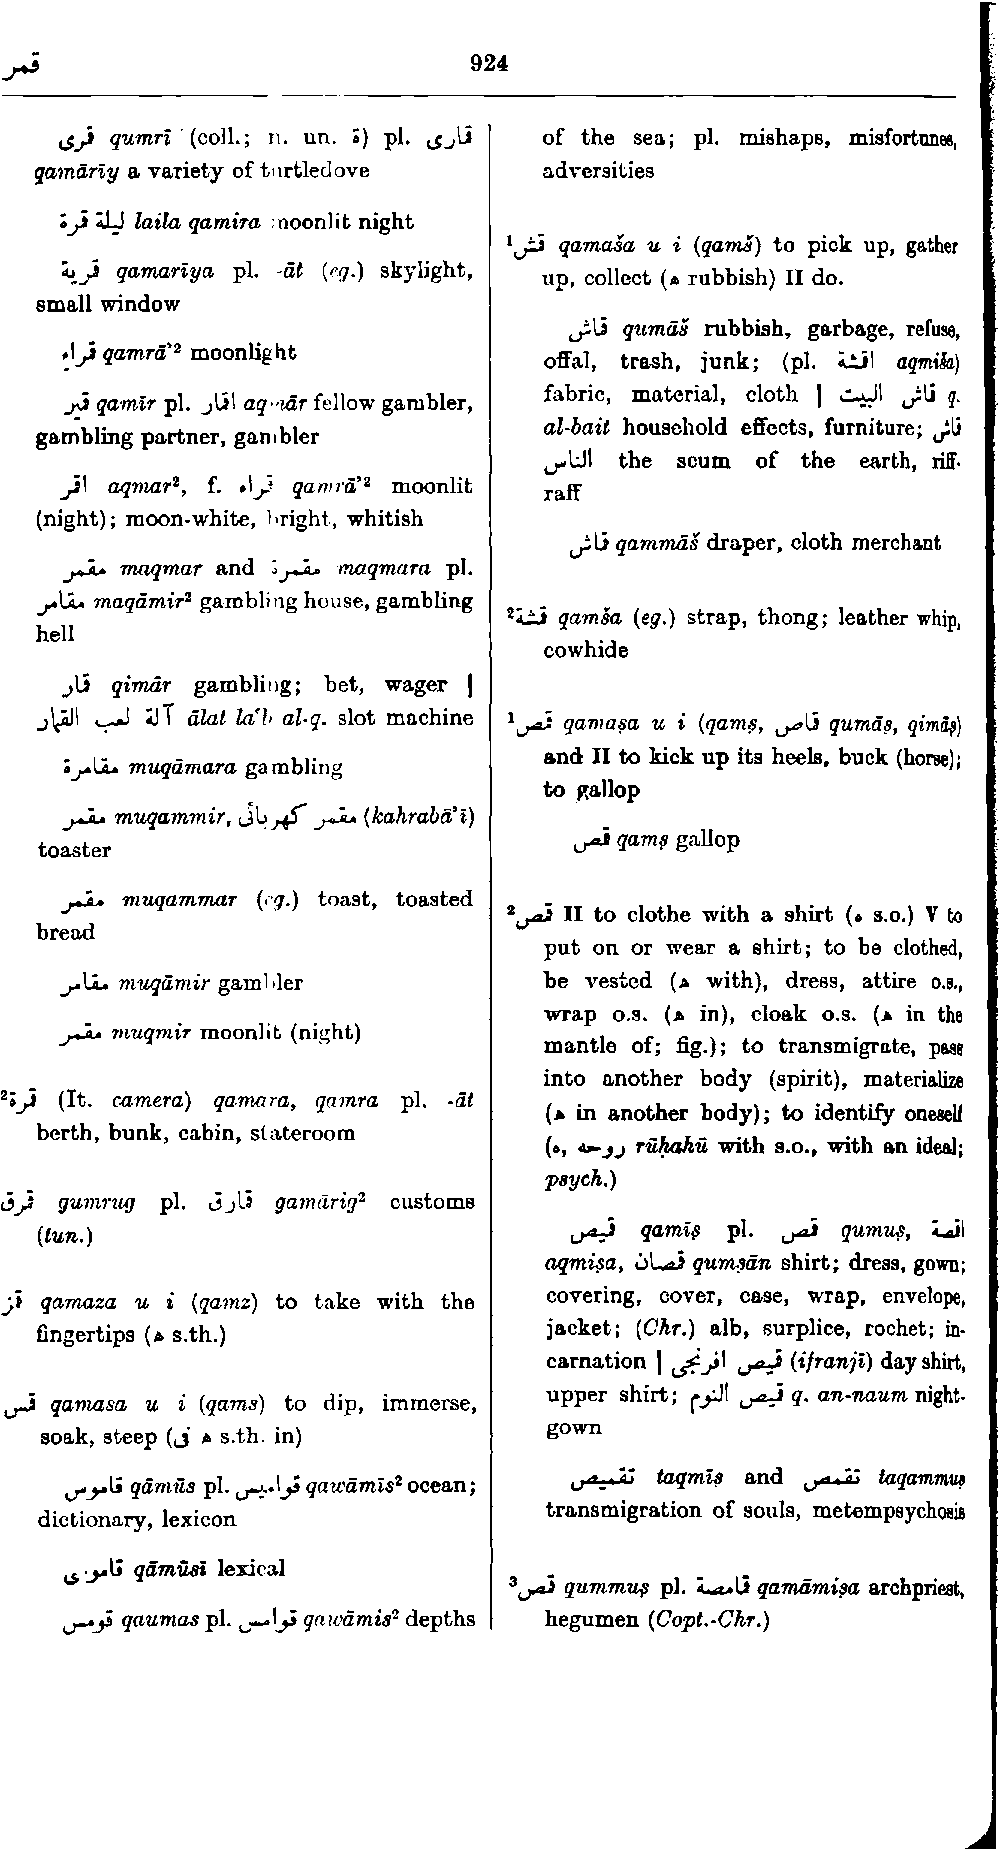 قمر 924
قمرى qumrī (coll.; n. un. ة) pl. قمارى
qamārīy a variety of turtledove
ليلة قمرة laila qamira moonlit night
قمرية qamarīya pl. -āt (eg.) skylight,
small window
قمراء qamrā’² moonlight
قمير qamīr pl. اقمار aqmār fellow gambler,
gambling partner, gambler
اقمر aqmar², f. قمراء qamrā’² moonlit
(night); moon-white, bright, whitish
مقمر maqmar and مقمرة maqmara pl.
مقامر maqāmir² gambling house, gambling
hell
قمار qimār gambling; bet, wager |
آلة لعب القمار ālat la‘b al-q. slot machine
مقامرة muqāmara gambling
مقمر muqammir, مقمر كهربائى (kahrabā’ī)
toaster
مقمر muqammar (eg.) toast, toasted
bread
مقامر muqāmir gambler
مقمر muqmir moonlit (night)
²قمرة (It. camera) qamara, qamra pl. -āt
berth, bunk, cabin, stateroom
قمرق gumrug pl. قمارق gamārig² customs
(tun.)
قمز qamaza u i (qamz) to take with the
fingertips (ه s.th.)
قمس qamasa u i (qams) to dip, immerse,
soak, steep (ه فى s.th. in)
قاموس qāmūs pl. قواميس qawāmīs² ocean;
dictionary, lexicon
قاموسى qāmūsī lexical
قومس qaumas pl. قوامس qawāmis² depths
of the sea; pl. mishaps, misfortunes,
adversities
¹قمش qamaša u i (qamš) to pick up, gather
up, collect (ه rubbish) II do.
قماش qumāš rubbish, garbage, refuse,
offal, trash, junk; (pl. اقمشة aqmiša)
fabric, material, cloth | قماش البيت q.
al-bait household effects, furniture; قماش
الناس the scum of the earth, riff-
raff
قماش qammāš draper, cloth merchant
²قمشة qamša (eg.) strap, thong; leather whip,
cowhide
¹قمص qamaṣa u i (qamṣ, قماص qumāṣ, qimāṣ)
and II to kick up its heels, buck (horse);
to gallop
قمص qamṣ gallop
²قمص II to clothe with a shirt (ه s.o.) V to
put on or wear a shirt; to be clothed,
be vested (ه with), dress, attire o.s.,
wrap o.s. (ه in), cloak o.s. (ه in the
mantle of; fig.); to transmigrate, pass
into another body (spirit), materialize
(ه in another body); to identify oneself
(ه, ه روحه rūḥahū with s.o., with an ideal;
psych.)
قميص qamīṣ pl. قمص qumuṣ, اقمصة
aqmiṣa, قمصان qumṣān shirt; dress, gown;
covering, cover, case, wrap, envelope,
jacket; (Chr.) alb, surplice, rochet; in-
carnation | قميص افرنجى (ifranjī) day shirt,
upper shirt; قميص النوم q. an-naum night-
gown
تقميص taqmīṣ and تقمص taqammuṣ
transmigration of souls, metempsychosis
³قمص qummuṣ pl. قمامصة qamāmiṣa archpriest,
hegumen (Copt.-Chr.)